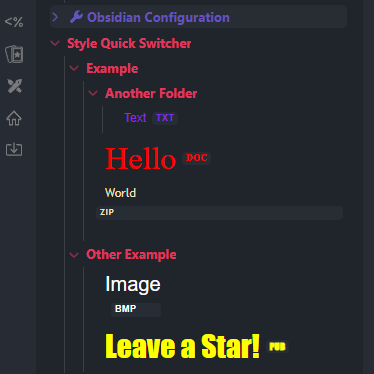 <%
Obsidian Configuration
Style Quick Switcher
Example
Another Folder
Text TXT
Hello DOC
World
ZIP
Other Example
Image
BMP
Leave a Star! PUB